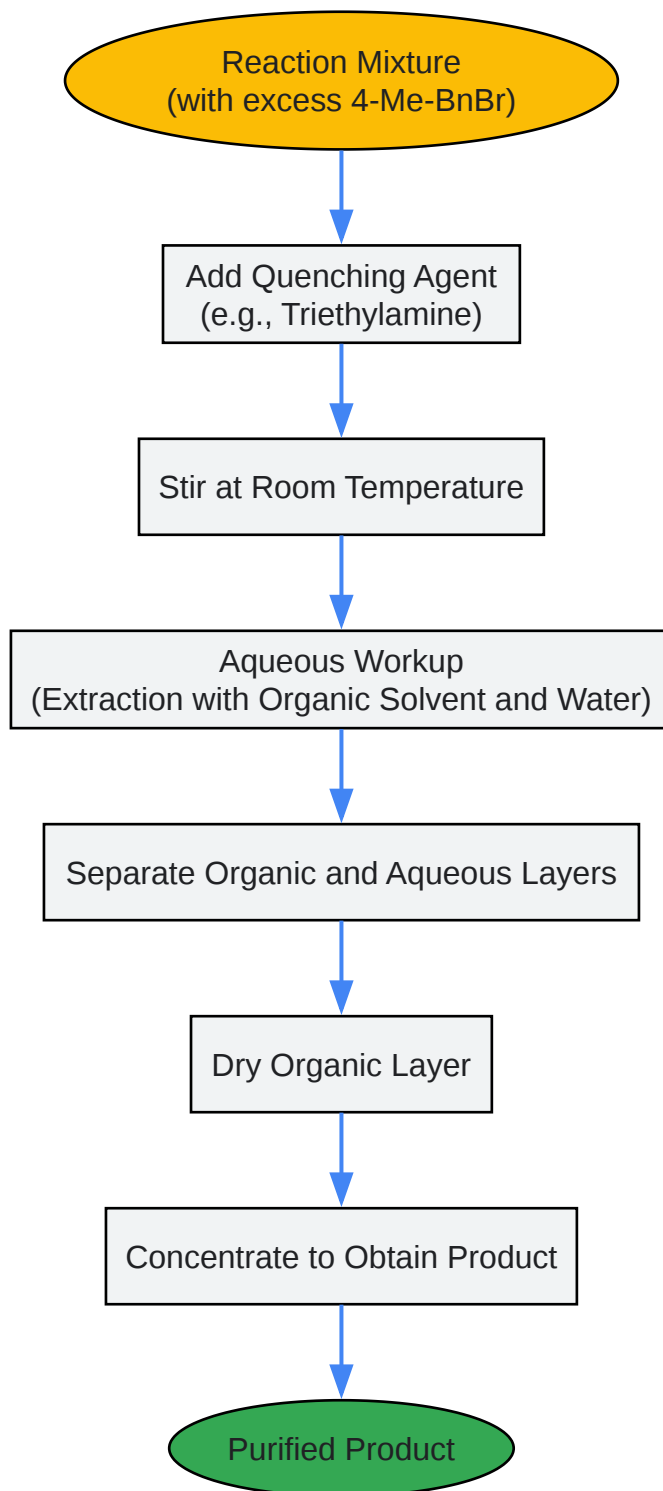 Reaction Mixture
(with excess 4-Me-BnBr)
Add Quenching Agent
(e.g., Triethylamine)
Stir at Room Temperature
Aqueous Workup
(Extraction with Organic Solvent and Water)
Separate Organic and Aqueous Layers
Dry Organic Layer
Concentrate to Obtain Product
Purified Product